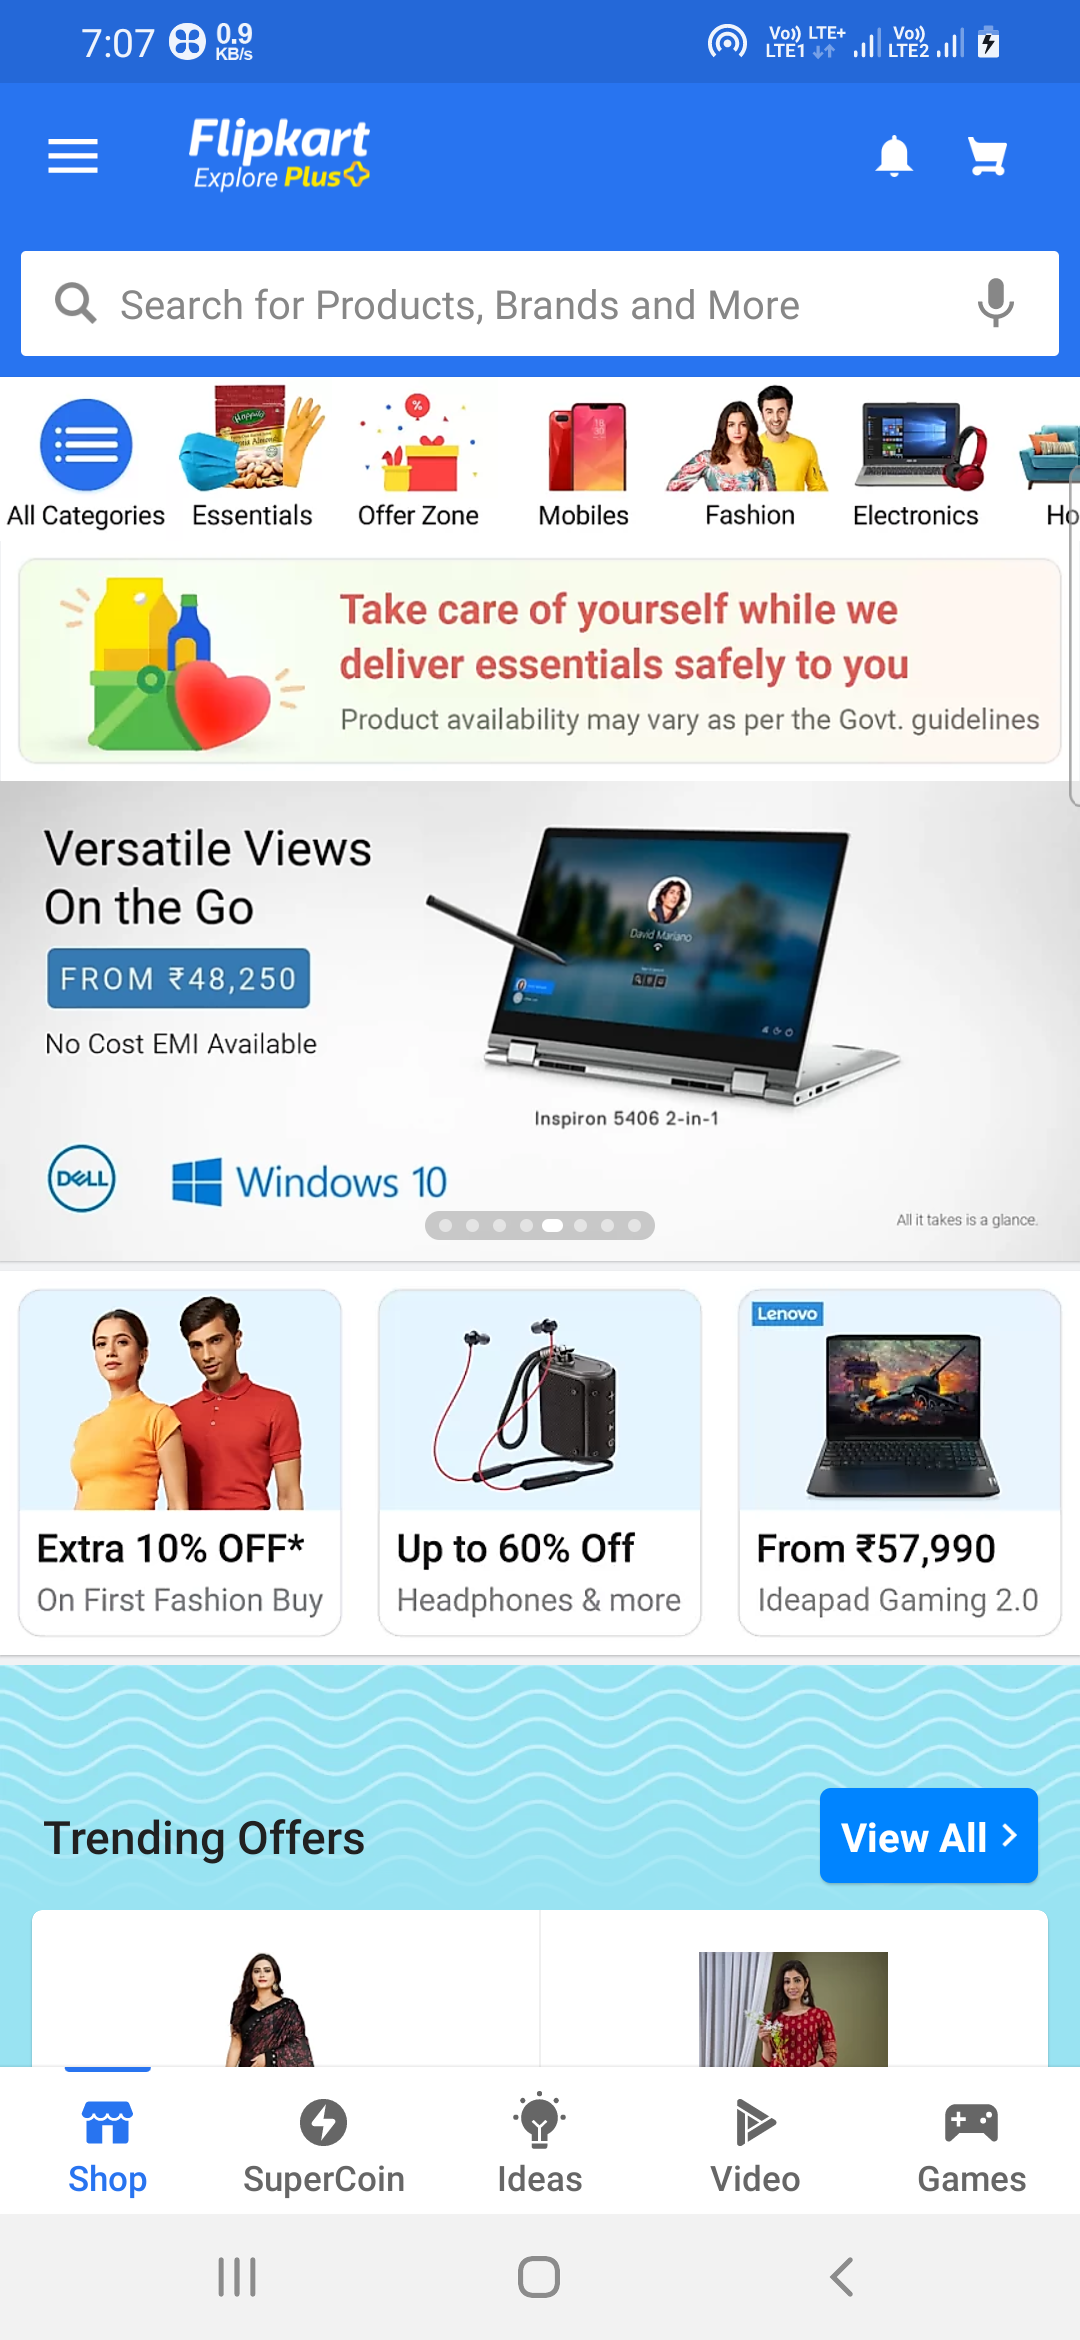 7:07 0.9 KB/s Vo)) LTE1 LTE+ Vo)) LTE2
Flipkart
Explore Plus
Search for Products, Brands and More
All Categories Essentials Offer Zone Mobiles Fashion Electronics Ho
Take care of yourself while we
deliver essentials safely to you
Product availability may vary as per the Govt. guidelines
Versatile Views
On the Go
FROM ₹48,250
No Cost EMI Available
David Mariano
Inspiron 5406 2-in-1
DELL Windows 10
All it takes is a glance.
Lenovo
Extra 10% OFF* Up to 60% Off From ₹57,990
On First Fashion Buy Headphones & more Ideapad Gaming 2.0
Trending Offers View All
Shop SuperCoin Ideas Video Games